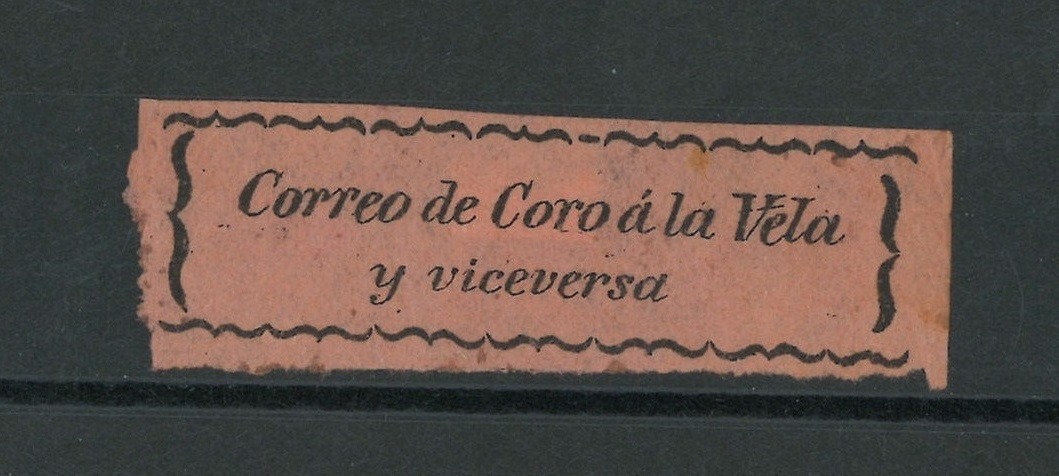 Correo de Coro á la Vela
y viceversa